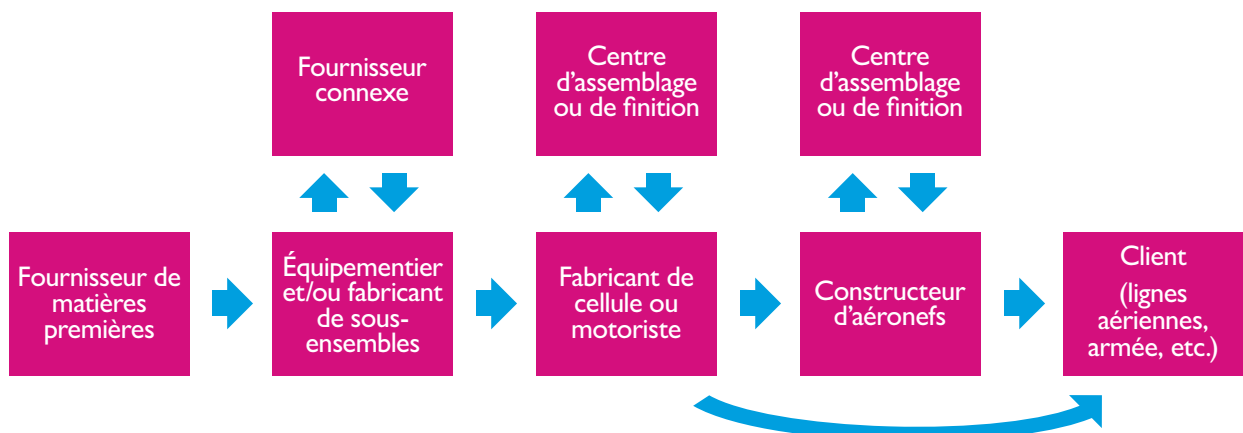 Fournisseur
connexe
Centre
d’assemblage
ou de finition
Centre
d’assemblage
ou de finition
Fournisseur de
matières
premières
Équipementier
et/ou fabricant
de sous-
ensembles
Fabricant de
cellule ou
motoriste
Constructeur
d’aéronefs
Client
(lignes
aériennes,
armée, etc.)